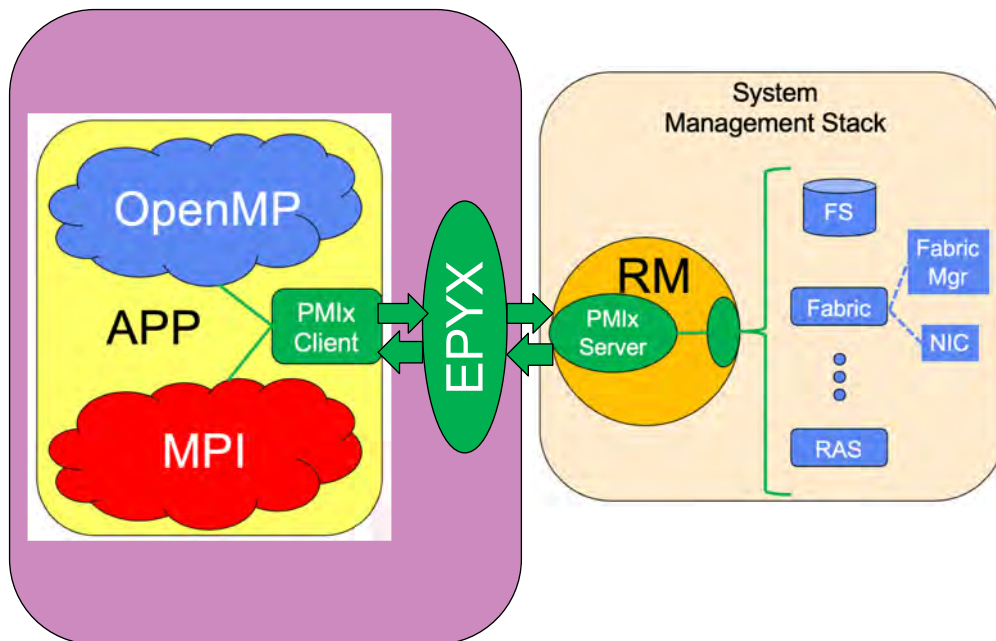 OpenMP
APP
PMIx
Client
MPI
EPYX
System
Management Stack
RM
PMIx
Server
FS
Fabric
Mgr
Fabric
NIC
RAS